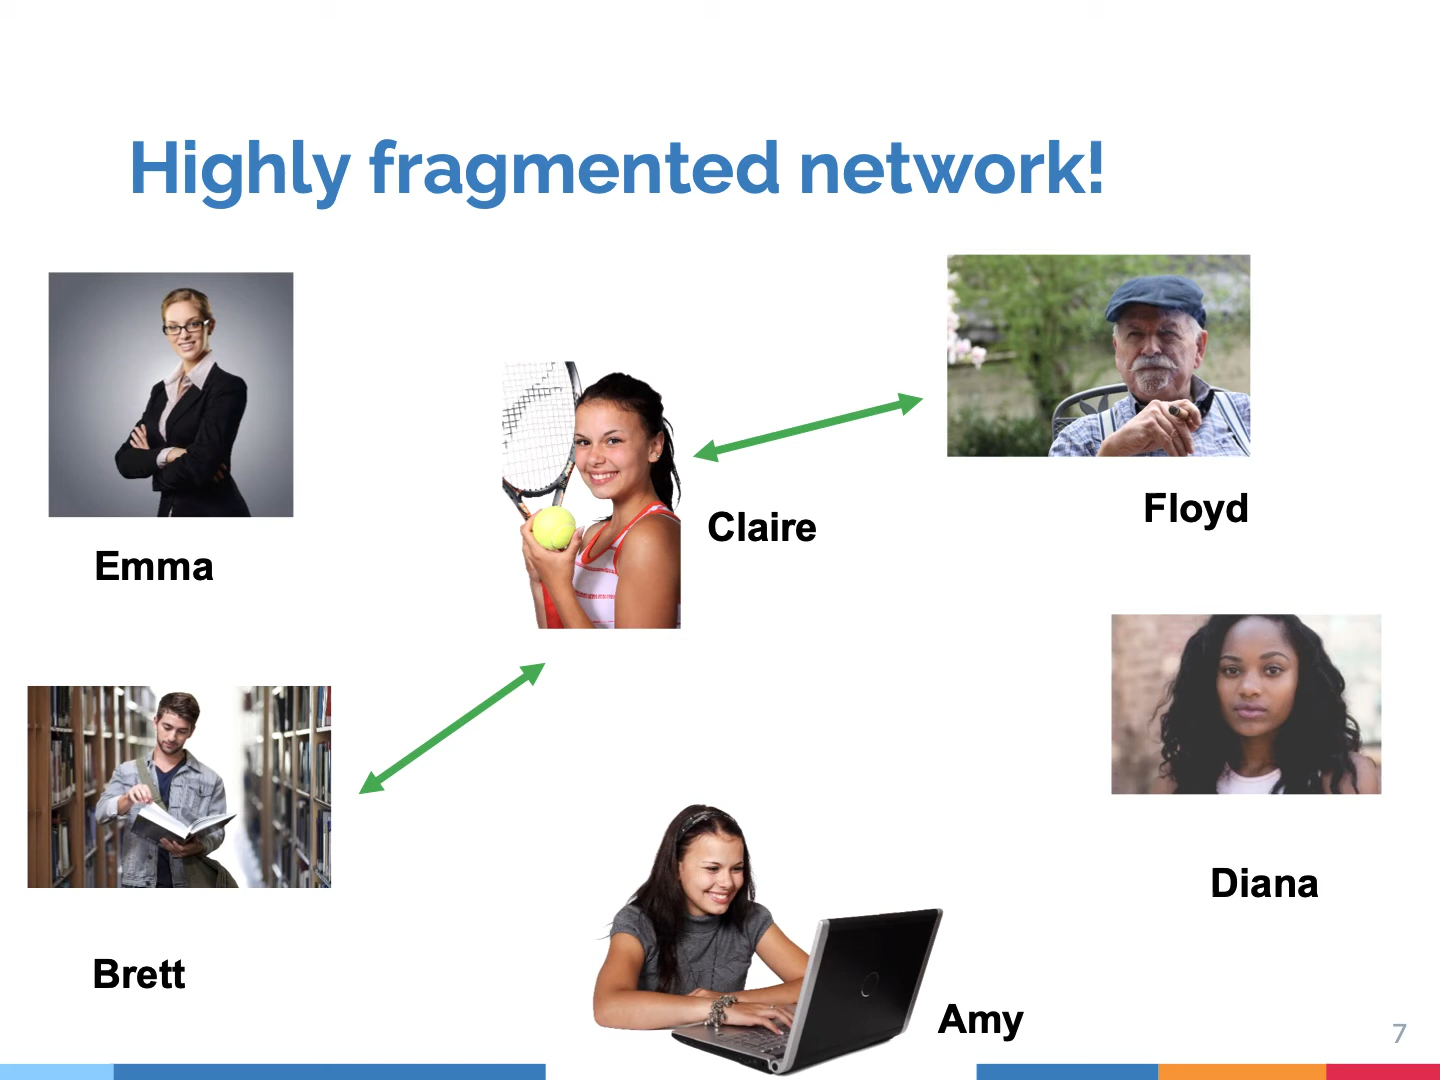 Highly fragmented network!
Emma
Claire
Floyd
Brett
Diana
Amy
7